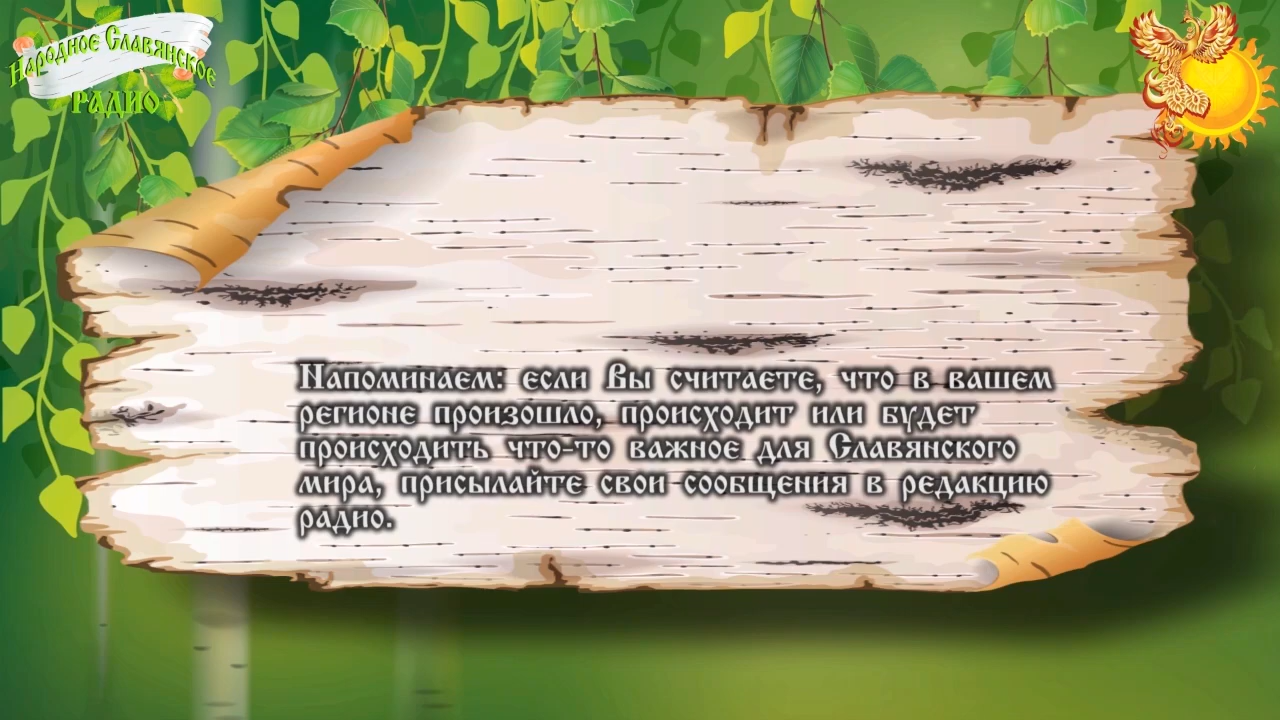 Народное Славянское
РАДИО
Напоминаем: если Вы считаете, что в вашем
регионе произошло, происходит или будет
происходить что-то важное для Славянского
мира, присылайте свои сообщения в редакцию
радио.